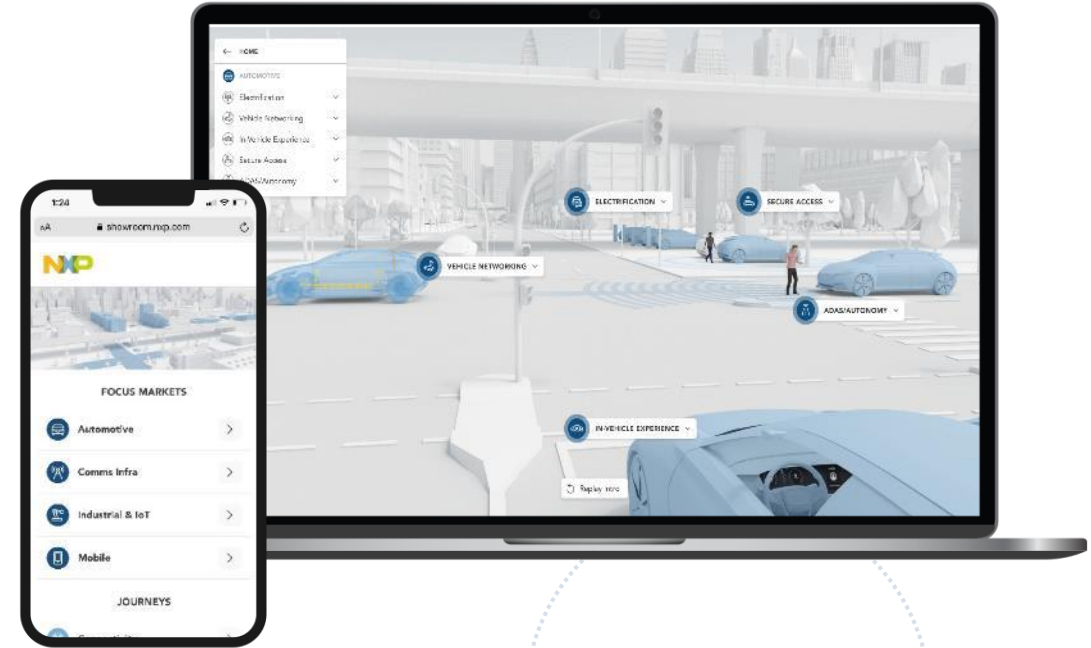 HOME
AUTOMOTIVE
Electrification
Vehicle Networking
In-Vehicle Experience
Secure Access
ADAS/Autonomy
ELECTRIFICATION
SECURE ACCESS
VEHICLE NETWORKING
ADAS/AUTONOMY
IN-VEHICLE EXPERIENCE
Replay intro
1:24
AA showroom.nxp.com
NXP
FOCUS MARKETS
Automotive
Comms Infra
Industrial & IoT
Mobile
JOURNEYS